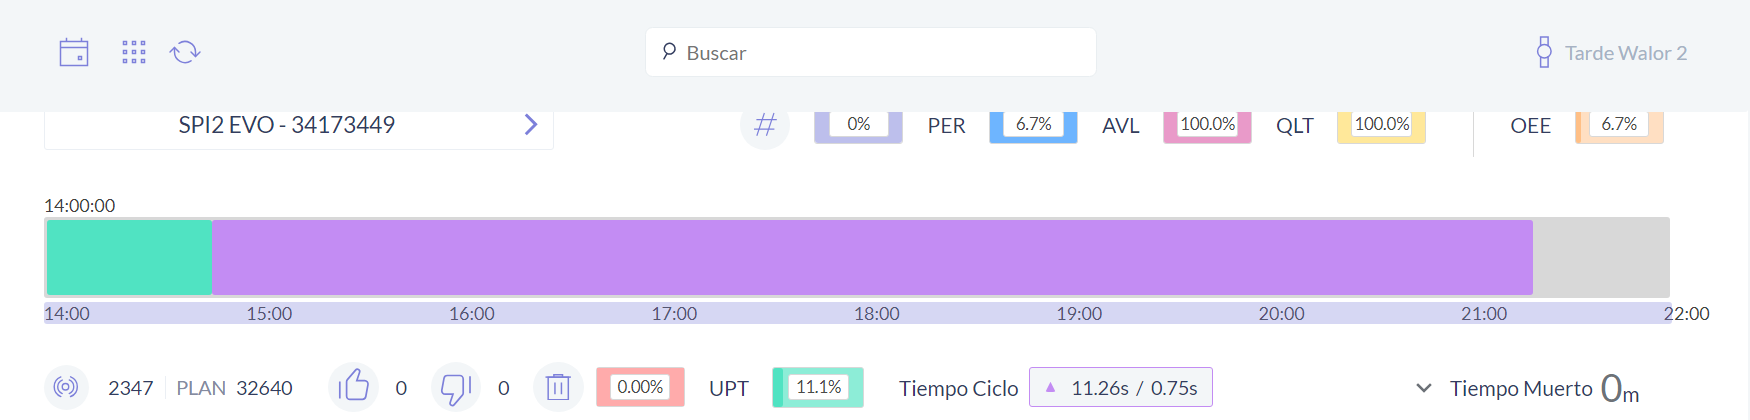 Buscar
Tarde Walor 2
SPI2 EVO - 34173449
0% PER 6.7% AVL 100.0% QLT 100.0% OEE 6.7%
14:00:00
14:00 15:00 16:00 17:00 18:00 19:00 20:00 21:00 22:00
2347 PLAN 32640 0 0 0.00% UPT 11.1% Tiempo Ciclo ▲ 11.26s / 0.75s Tiempo Muerto 0m